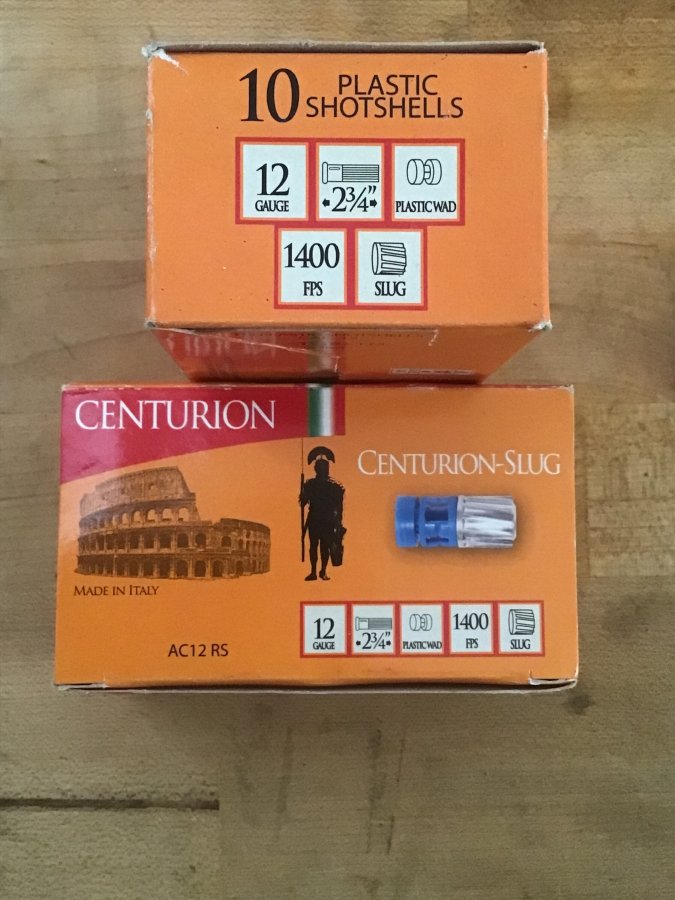 10 PLASTIC
SHOTSHELLS
12
GAUGE
2¾"
PLASTIC WAD
1400
FPS
SLUG
CENTURION
CENTURION-SLUG
MADE IN ITALY
AC12 RS
12
GAUGE
2¾"
PLASTIC WAD
1400
FPS
SLUG